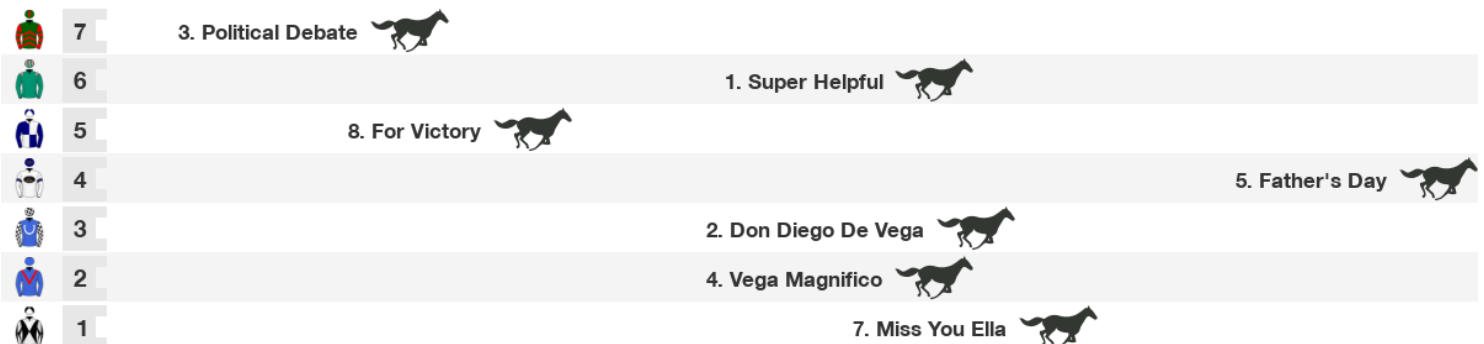 7 3. Political Debate
6 1. Super Helpful
5 8. For Victory
4 5. Father's Day
3 2. Don Diego De Vega
2 4. Vega Magnifico
1 7. Miss You Ella